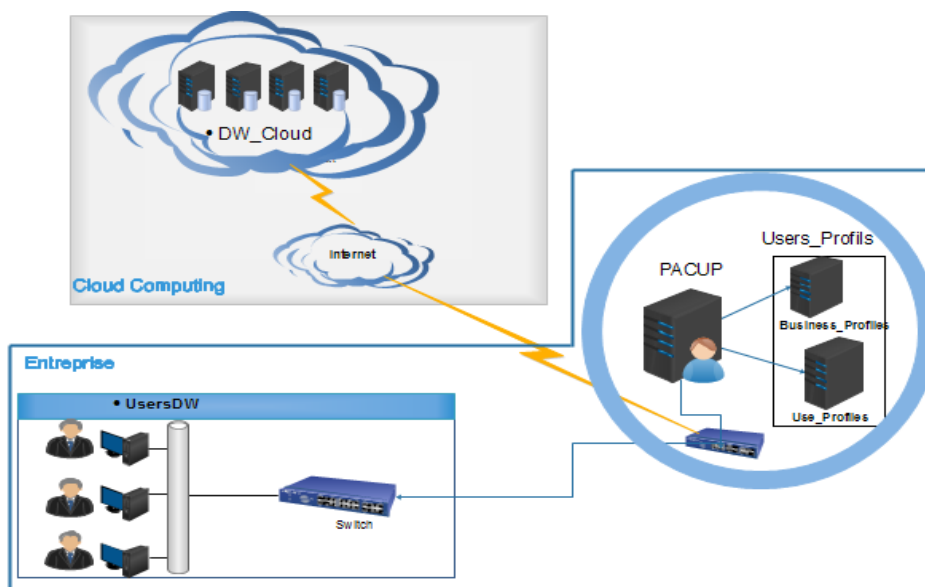 • DW_Cloud
Internet
Cloud Computing
Users_Profils
PACUP
Business_Profiles
Use_Profiles
Entreprise
• UsersDW
Switch